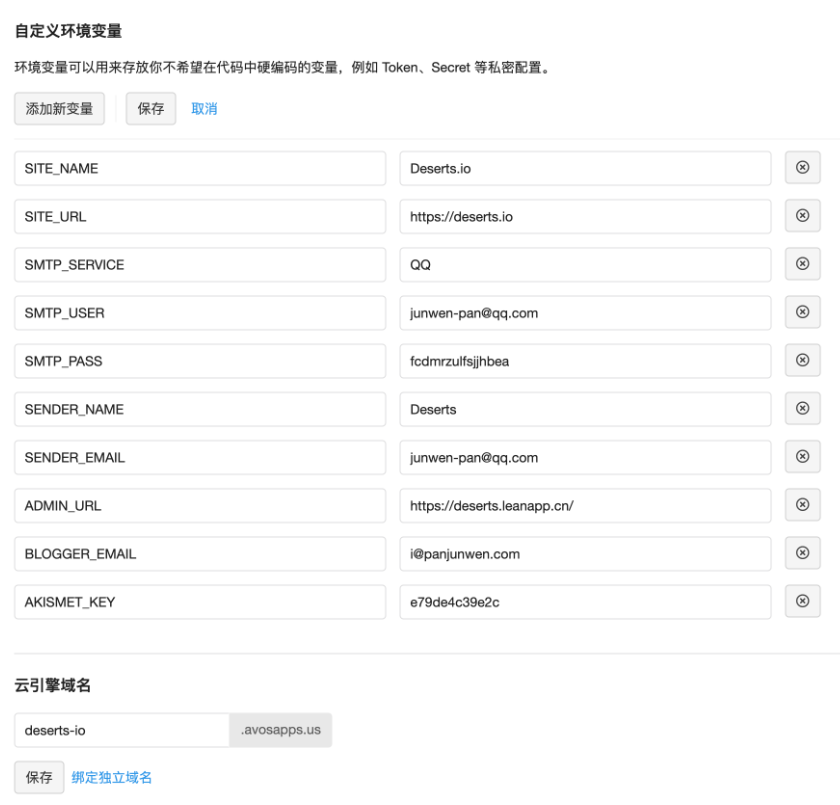 自定义环境变量
环境变量可以用来存放你不希望在代码中硬编码的变量，例如 Token、Secret 等私密配置。
添加新变量 保存 取消
SITE_NAME Deserts.io
SITE_URL https://deserts.io
SMTP_SERVICE QQ
SMTP_USER junwen-pan@qq.com
SMTP_PASS fcdmrzulfsjjhbea
SENDER_NAME Deserts
SENDER_EMAIL junwen-pan@qq.com
ADMIN_URL https://deserts.leanapp.cn/
BLOGGER_EMAIL i@panjunwen.com
AKISMET_KEY e79de4c39e2c
云引擎域名
deserts-io .avosapps.us
保存 绑定独立域名